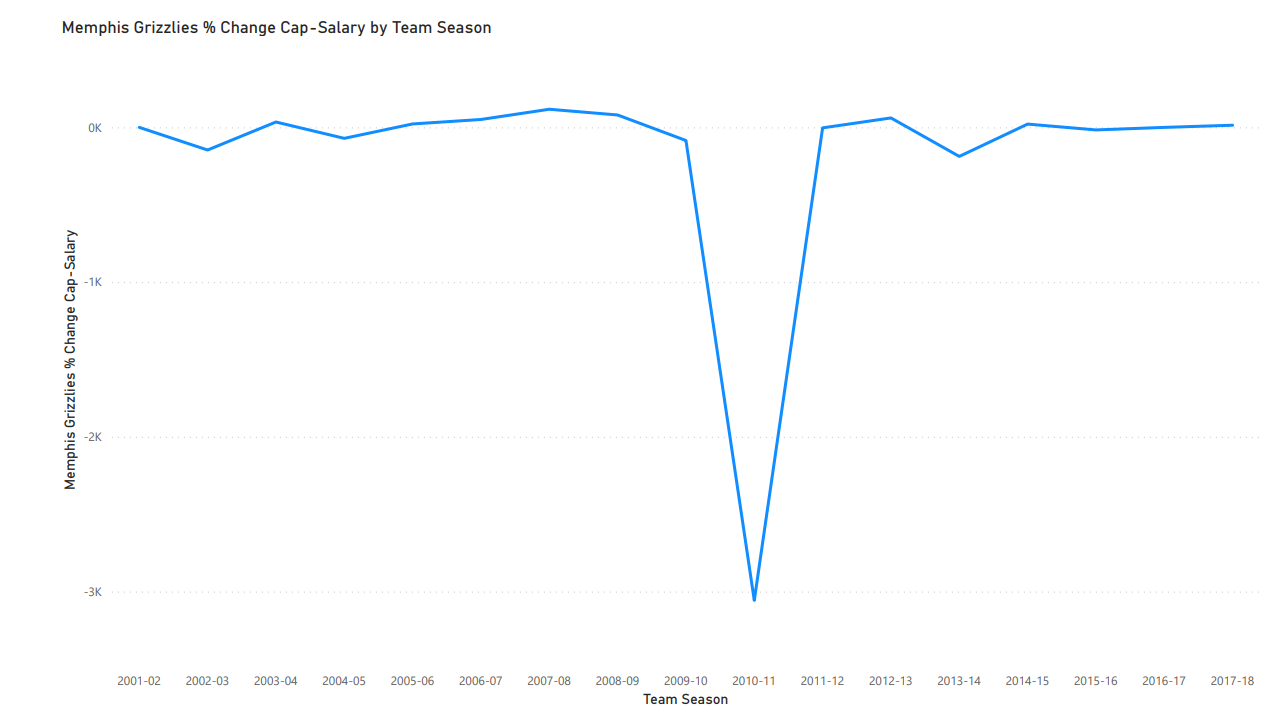 Memphis Grizzlies % Change Cap-Salary by Team Season
Memphis Grizzlies % Change Cap-Salary
0K
-1K
-2K
-3K
2001-02 2002-03 2003-04 2004-05 2005-06 2006-07 2007-08 2008-09 2009-10 2010-11 2011-12 2012-13 2013-14 2014-15 2015-16 2016-17 2017-18
Team Season